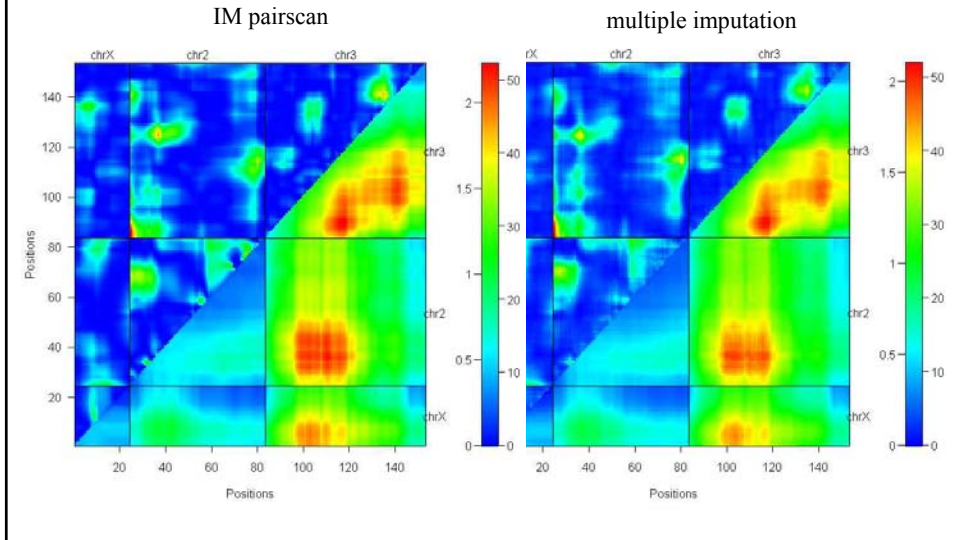 IM pairscan
multiple imputation
chrX chr2 chr3
rX chr2 chr3
Positions
140
120
100
80
60
40
20
chr3
chr2
chrX
20 40 60 80 100 120 140
Positions
2
1.5
1
0.5
0
50
40
30
20
10
0
chr3
chr2
chrX
20 40 60 80 100 120 140
Positions
2
1.5
1
0.5
0
50
40
30
20
10
0